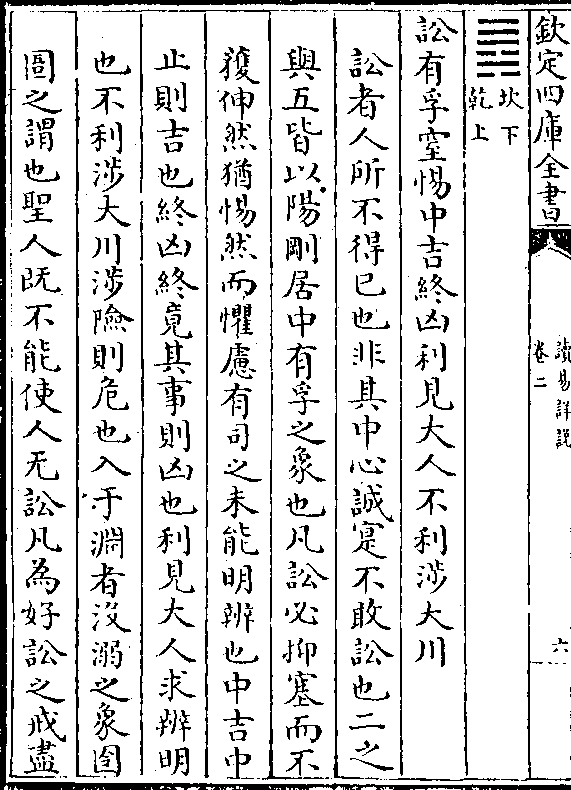 欽定四庫全書
讀易詳説
卷二
六
坎下
乾上
訟有孚窒惕中吉終凶利見大人不利涉大川
訟者人所不得已也非其中心誠寔不敢訟也二之
與五皆以陽剛居中有孚之象也凡訟必抑塞而不
獲伸然猶惕然而懼慮有司之未能明辨也中吉中
止則吉也終凶終竟其事則凶也利見大人求辨明
也不利涉大川涉險則危也入于淵者没溺之象囹
圄之謂也聖人既不能使人无訟凡為好訟之戒盡